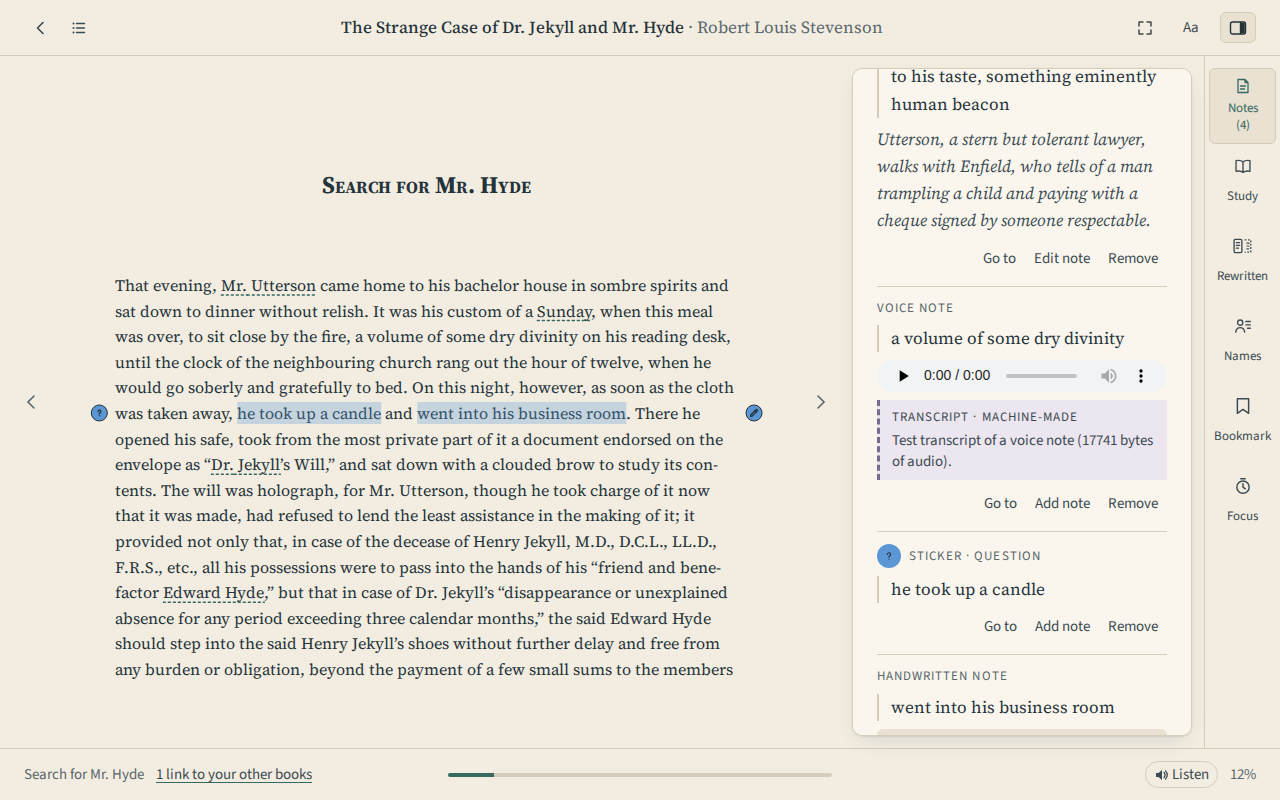 The Strange Case of Dr. Jekyll and Mr. Hyde · Robert Louis Stevenson
Aa
Search for Mr. Hyde
That evening, Mr. Utterson came home to his bachelor house in sombre spirits and
sat down to dinner without relish. It was his custom of a Sunday, when this meal
was over, to sit close by the fire, a volume of some dry divinity on his reading desk,
until the clock of the neighbouring church rang out the hour of twelve, when he
would go soberly and gratefully to bed. On this night, however, as soon as the cloth
? was taken away, he took up a candle and went into his business room. There he
opened his safe, took from the most private part of it a document endorsed on the
envelope as “Dr. Jekyll’s Will,” and sat down with a clouded brow to study its con-
tents. The will was holograph, for Mr. Utterson, though he took charge of it now
that it was made, had refused to lend the least assistance in the making of it; it
provided not only that, in case of the decease of Henry Jekyll, M.D., D.C.L., LL.D.,
F.R.S., etc., all his possessions were to pass into the hands of his “friend and bene-
factor Edward Hyde,” but that in case of Dr. Jekyll’s “disappearance or unexplained
absence for any period exceeding three calendar months,” the said Edward Hyde
should step into the said Henry Jekyll’s shoes without further delay and free from
any burden or obligation, beyond the payment of a few small sums to the members
to his taste, something eminently
human beacon
Utterson, a stern but tolerant lawyer,
walks with Enfield, who tells of a man
trampling a child and paying with a
cheque signed by someone respectable.
Go to Edit note Remove
VOICE NOTE
a volume of some dry divinity
0:00 / 0:00
TRANSCRIPT · MACHINE-MADE
Test transcript of a voice note (17741 bytes
of audio).
Go to Add note Remove
? STICKER · QUESTION
he took up a candle
Go to Add note Remove
HANDWRITTEN NOTE
went into his business room
Notes
(4)
Study
Rewritten
Names
Bookmark
Focus
Search for Mr. Hyde 1 link to your other books
Listen 12%